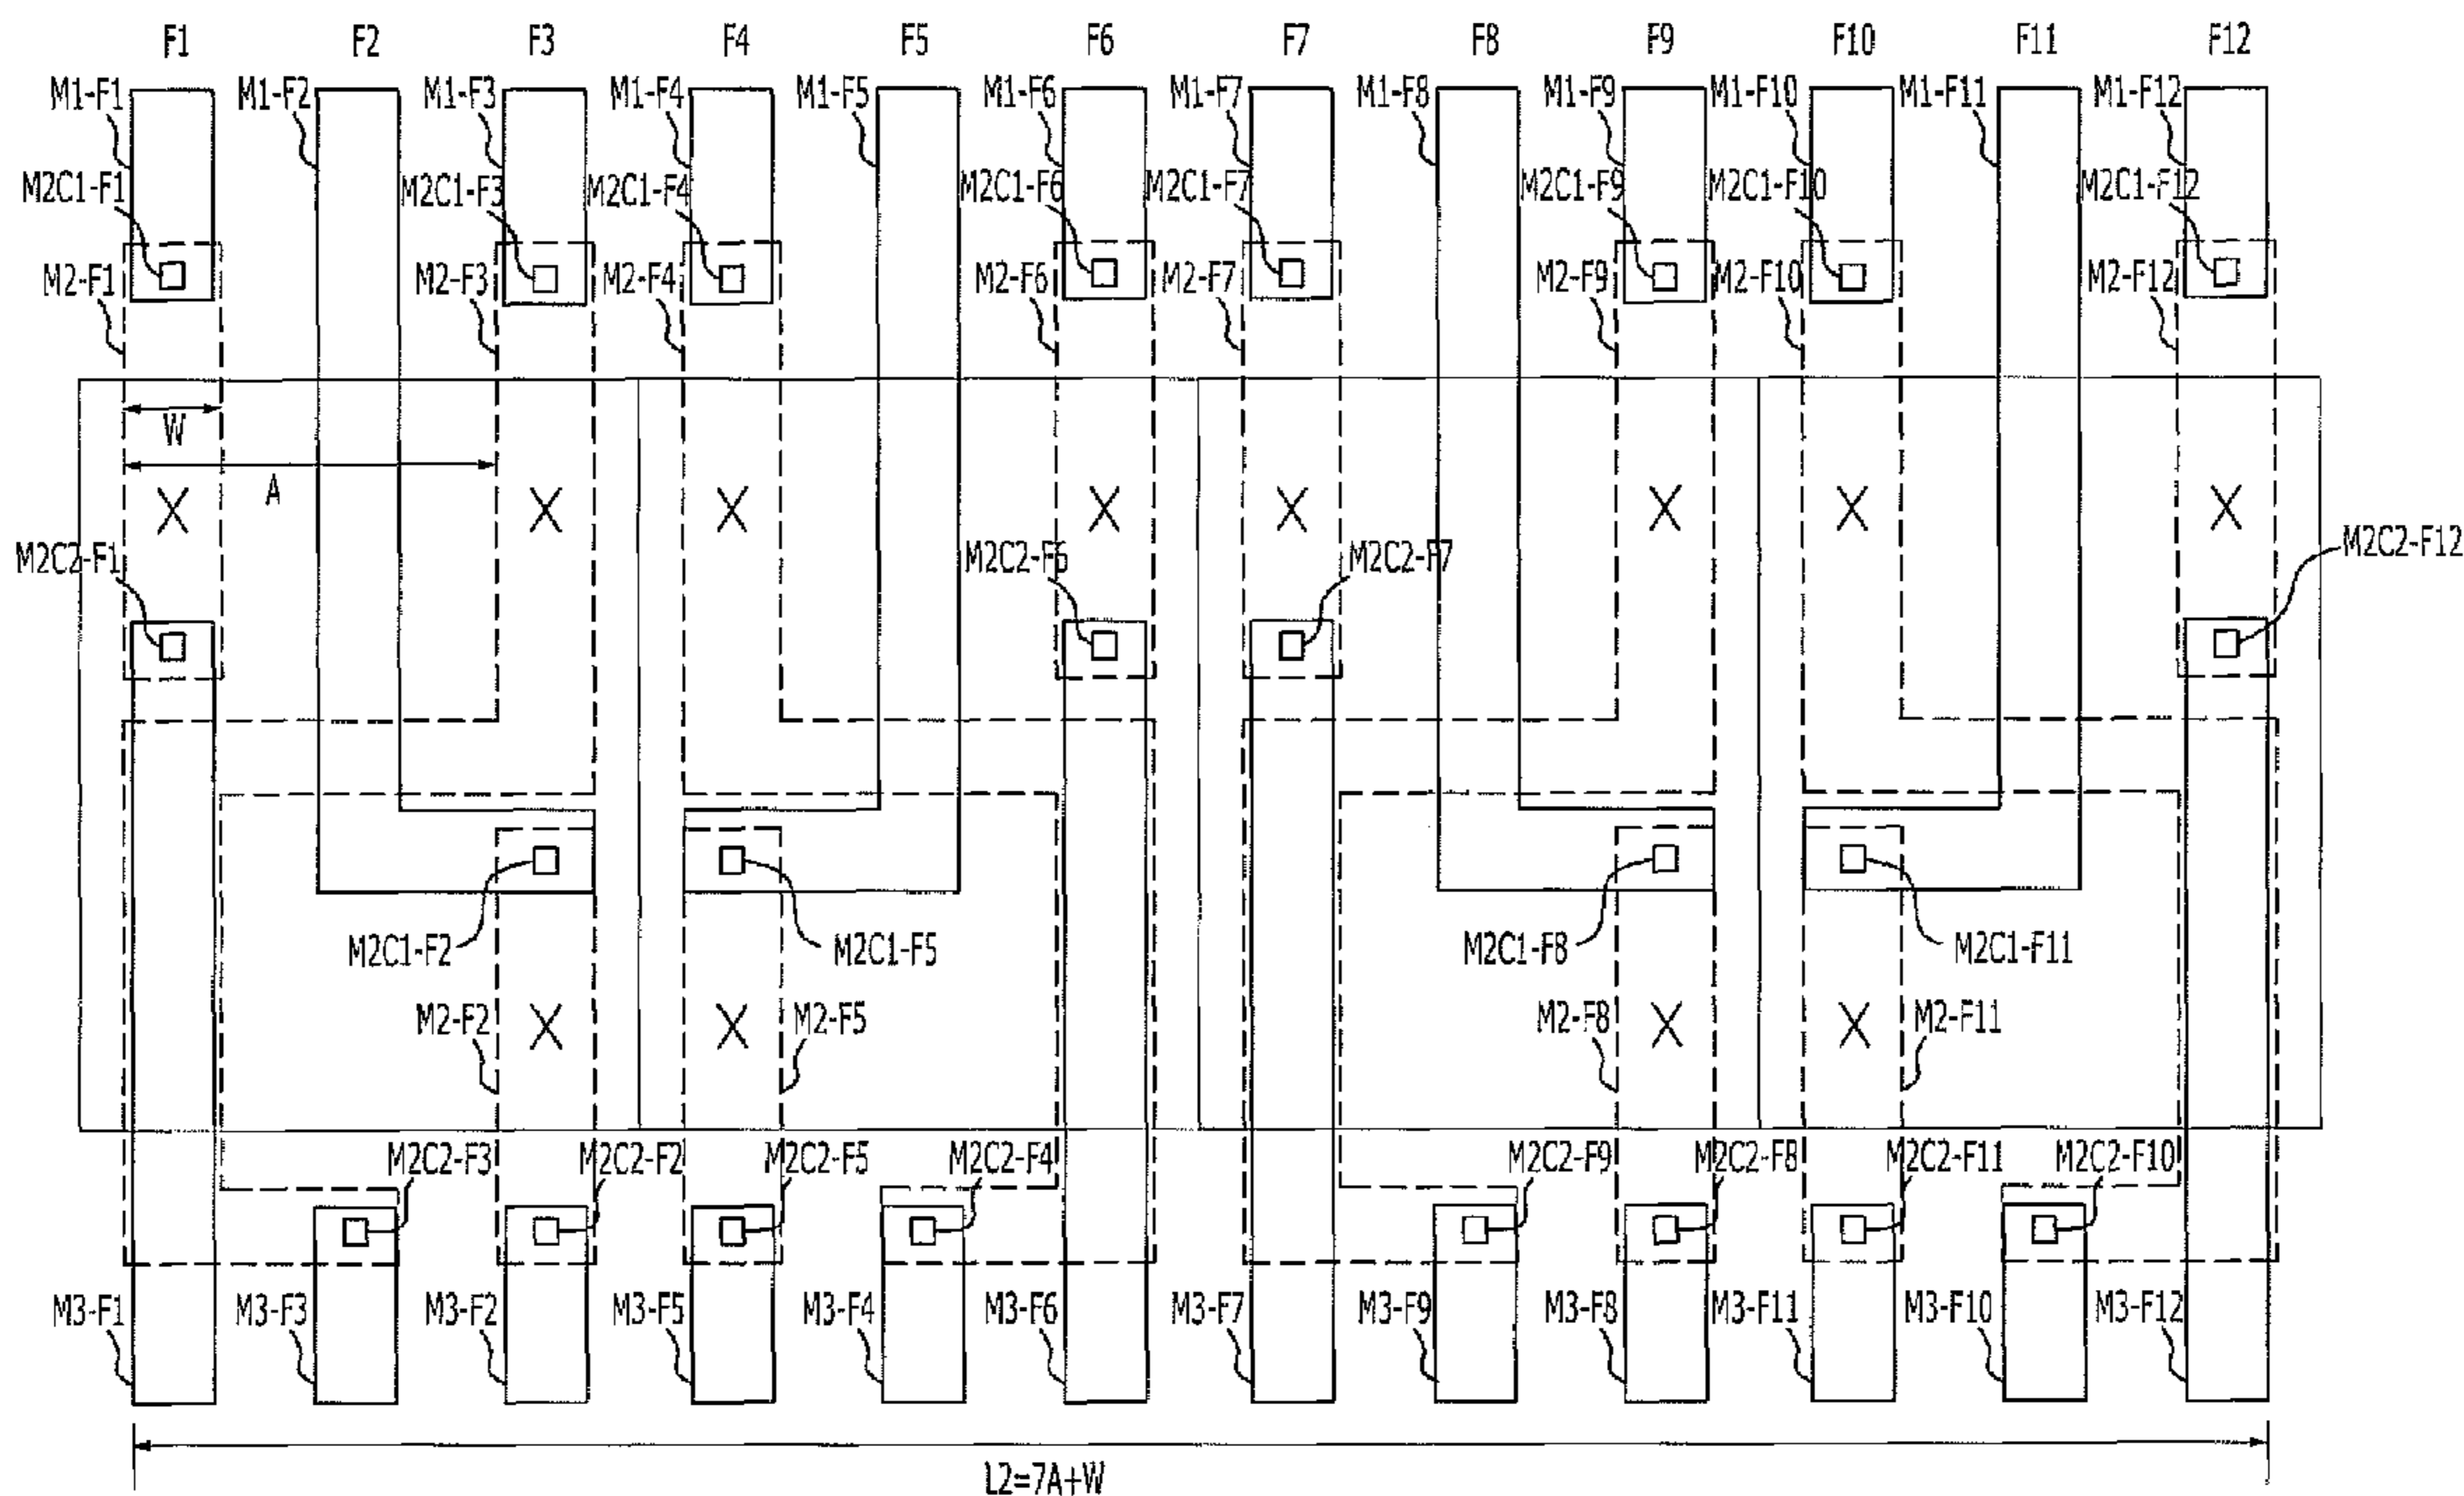 F1 F2 F3 F4 F5 F6 F7 F8 F9 F10 F11 F12
M1-F1 M1-F2 M1-F3 M1-F4 M1-F5 M1-F6 M1-F7 M1-F8 M1-F9 M1-F10 M1-F11 M1-F12
M2C1-F1 M2C1-F3 M2C1-F4 M2C1-F6 M2C1-F7 M2C1-F9 M2C1-F10 M2C1-F12
M2-F1 M2-F3 M2-F4 M2-F6 M2-F7 M2-F9 M2-F10 M2-F12
W
A
X X X X X X X X
M2C2-F1 M2C2-F6 M2C2-F7 M2C2-F12
M2C1-F2 M2C1-F5 M2C1-F8 M2C1-F11
M2-F2 X X M2-F5 M2-F8 X X M2-F11
M2C2-F3 M2C2-F2 M2C2-F5 M2C2-F4 M2C2-F9 M2C2-F8 M2C2-F11 M2C2-F10
M3-F1 M3-F3 M3-F2 M3-F5 M3-F4 M3-F6 M3-F7 M3-F9 M3-F8 M3-F11 M3-F10 M3-F12
L2=7A+W